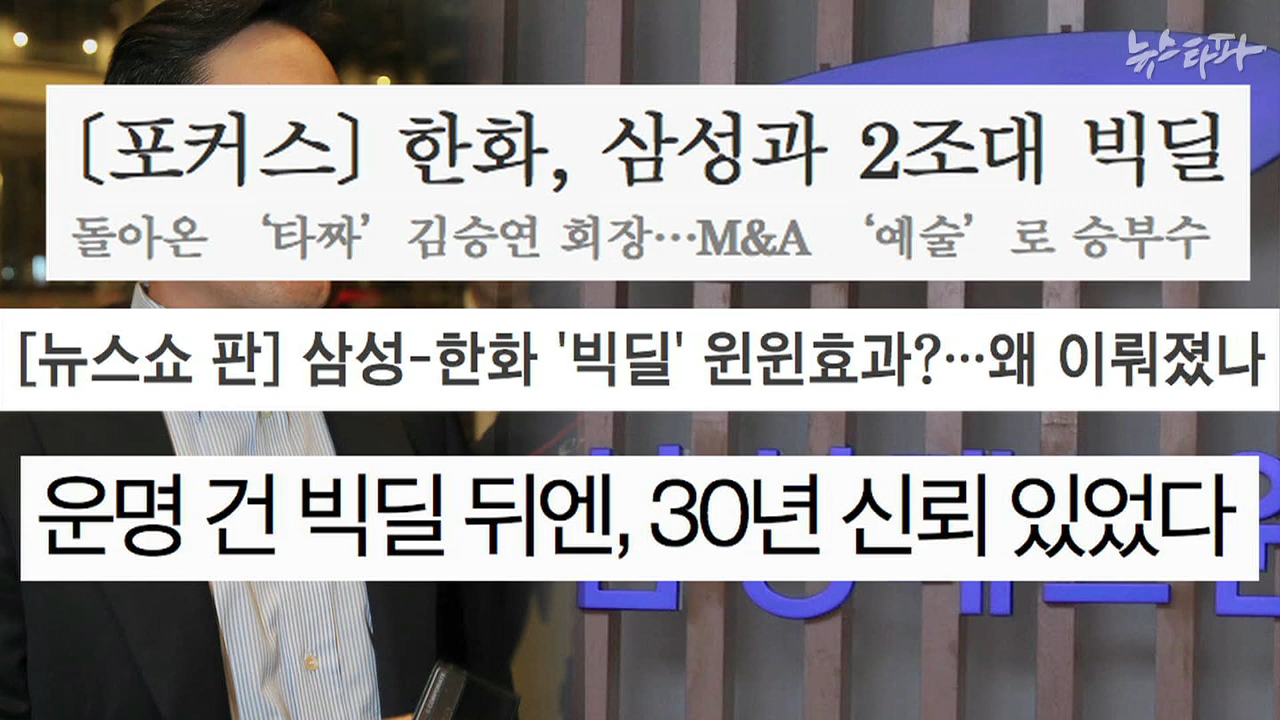 뉴스타파
[포커스] 한화, 삼성과 2조대 빅딜
돌아온 ‘타짜’ 김승연 회장…M&A ‘예술’로 승부수
[뉴스쇼 판] 삼성-한화 '빅딜' 윈윈효과?…왜 이뤄졌나
운명 건 빅딜 뒤엔, 30년 신뢰 있었다